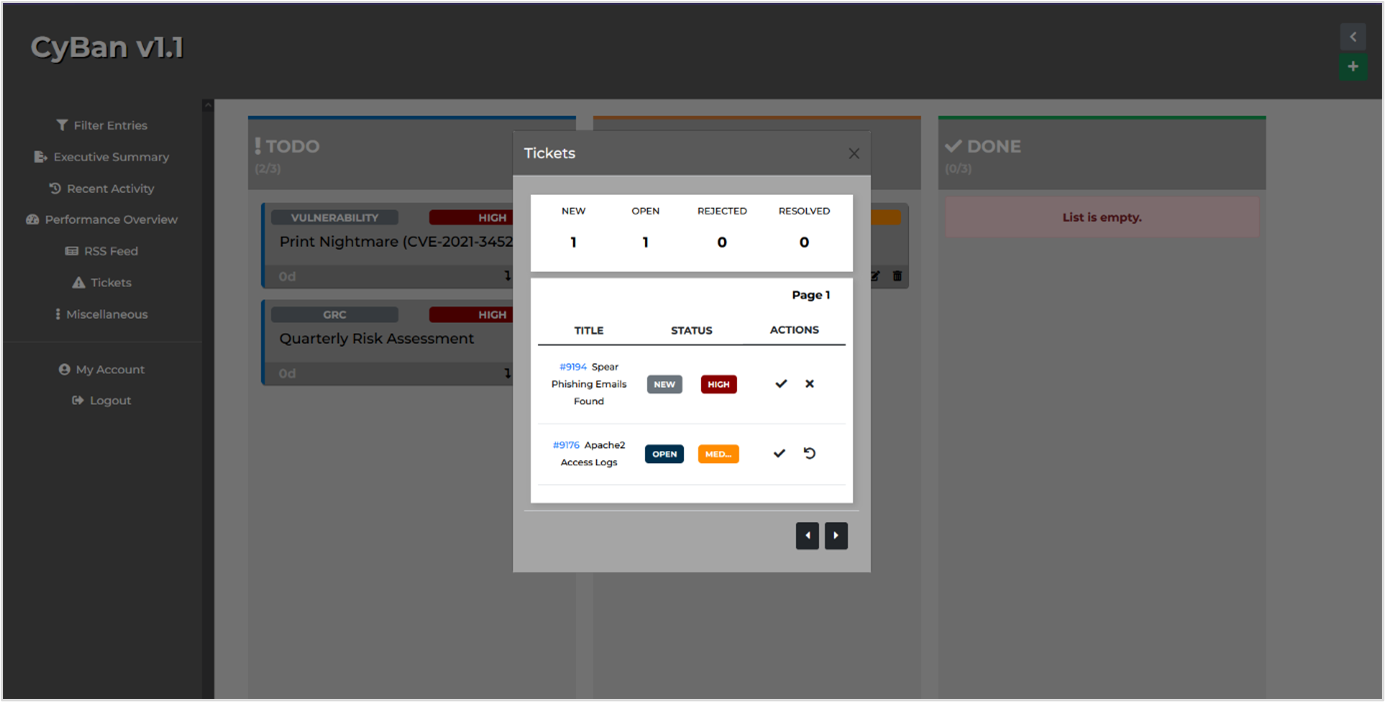 CyBan v1.1
Filter Entries
Executive Summary
Recent Activity
Performance Overview
RSS Feed
Tickets
Miscellaneous
My Account
Logout
TODO
(2/3)
VULNERABILITY HIGH
Print Nightmare (CVE-2021-3452
0d
GRC HIGH
Quarterly Risk Assessment
0d
Tickets
NEW OPEN REJECTED RESOLVED
1 1 0 0
Page 1
TITLE STATUS ACTIONS
#9194 Spear
Phishing Emails
Found
NEW HIGH
#9176 Apache2
Access Logs
OPEN MED...
DONE
(0/3)
List is empty.